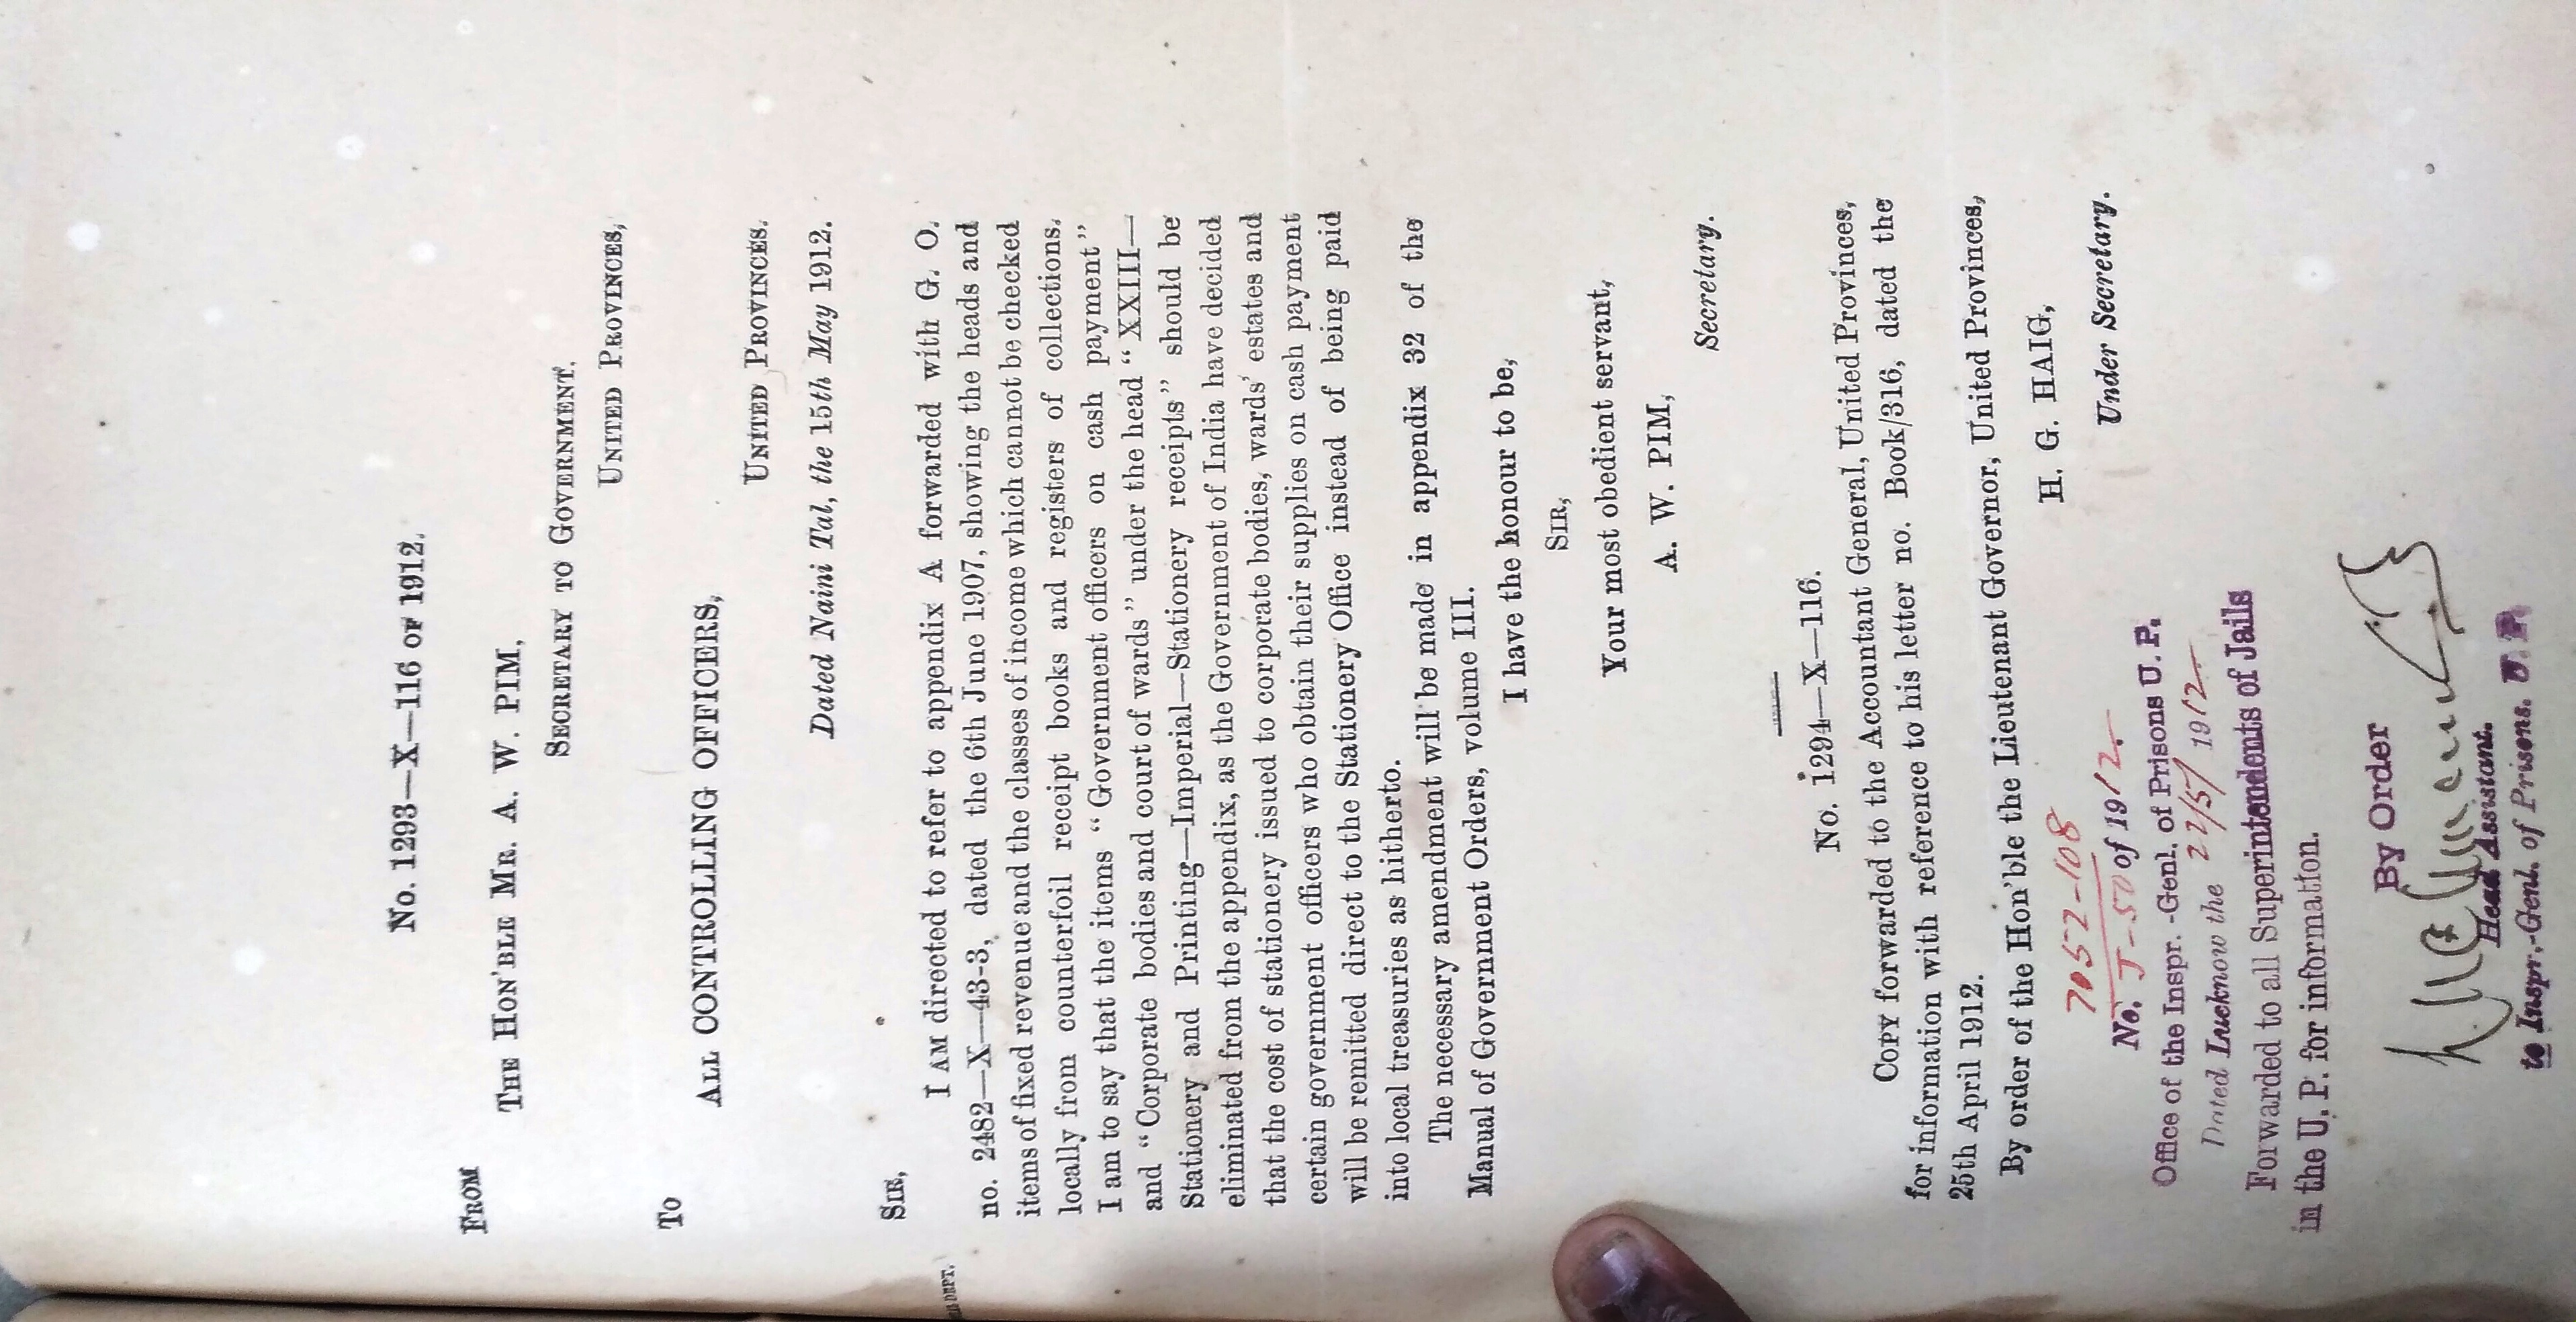 No. 1293—X—116 OF 1912.
FROM
THE HON'BLE MR. A. W. PIM,
SECRETARY TO GOVERNMENT,
UNITED PROVINCES,
To
ALL CONTROLLING OFFICERS,
UNITED PROVINCES.
Dated Naini Tal, the 15th May 1912.
SIR,
I AM directed to refer to appendix A forwarded with G. O.
no. 2482—X—43-3, dated the 6th June 1907, showing the heads and
items of fixed revenue and the classes of income which cannot be checked
locally from counterfoil receipt books and registers of collections.
I am to say that the items “Government officers on cash payment”
and “Corporate bodies and court of wards” under the head “XXIII—
Stationery and Printing—Imperial—Stationery receipts” should be
eliminated from the appendix, as the Government of India have decided
that the cost of stationery issued to corporate bodies, wards' estates and
certain government officers who obtain their supplies on cash payment
will be remitted direct to the Stationery Office instead of being paid
into local treasuries as hitherto.
The necessary amendment will be made in appendix 32 of the
Manual of Government Orders, volume III.
I have the honour to be,
SIR,
Your most obedient servant,
A. W. PIM,
Secretary.
No. 1294—X—116.
COPY forwarded to the Accountant General, United Provinces,
for information with reference to his letter no. Book/316, dated the
25th April 1912.
By order of the Hon'ble the Lieutenant Governor, United Provinces,
H. G. HAIG,
Under Secretary.
7052-108
No. J-50 of 1912.
Office of the Inspr.-Genl. of Prisons U. P.
Dated Lucknow the 22/5/1912.
Forwarded to all Superintendents of Jails
in the U. P. for information.
By Order
Head Assistant.
to Inspr.-Genl. of Prisons. U. P.
DEPT.